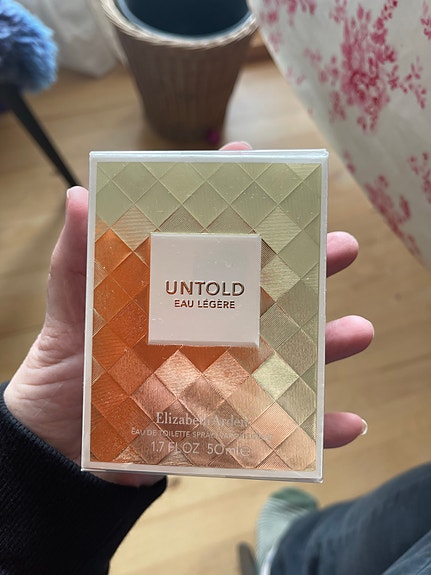 UNTOLD
EAU LÉGÈRE
Elizabeth Arden
EAU DE TOILETTE SPRAY
1.7 FL.OZ. 50 ml ℮